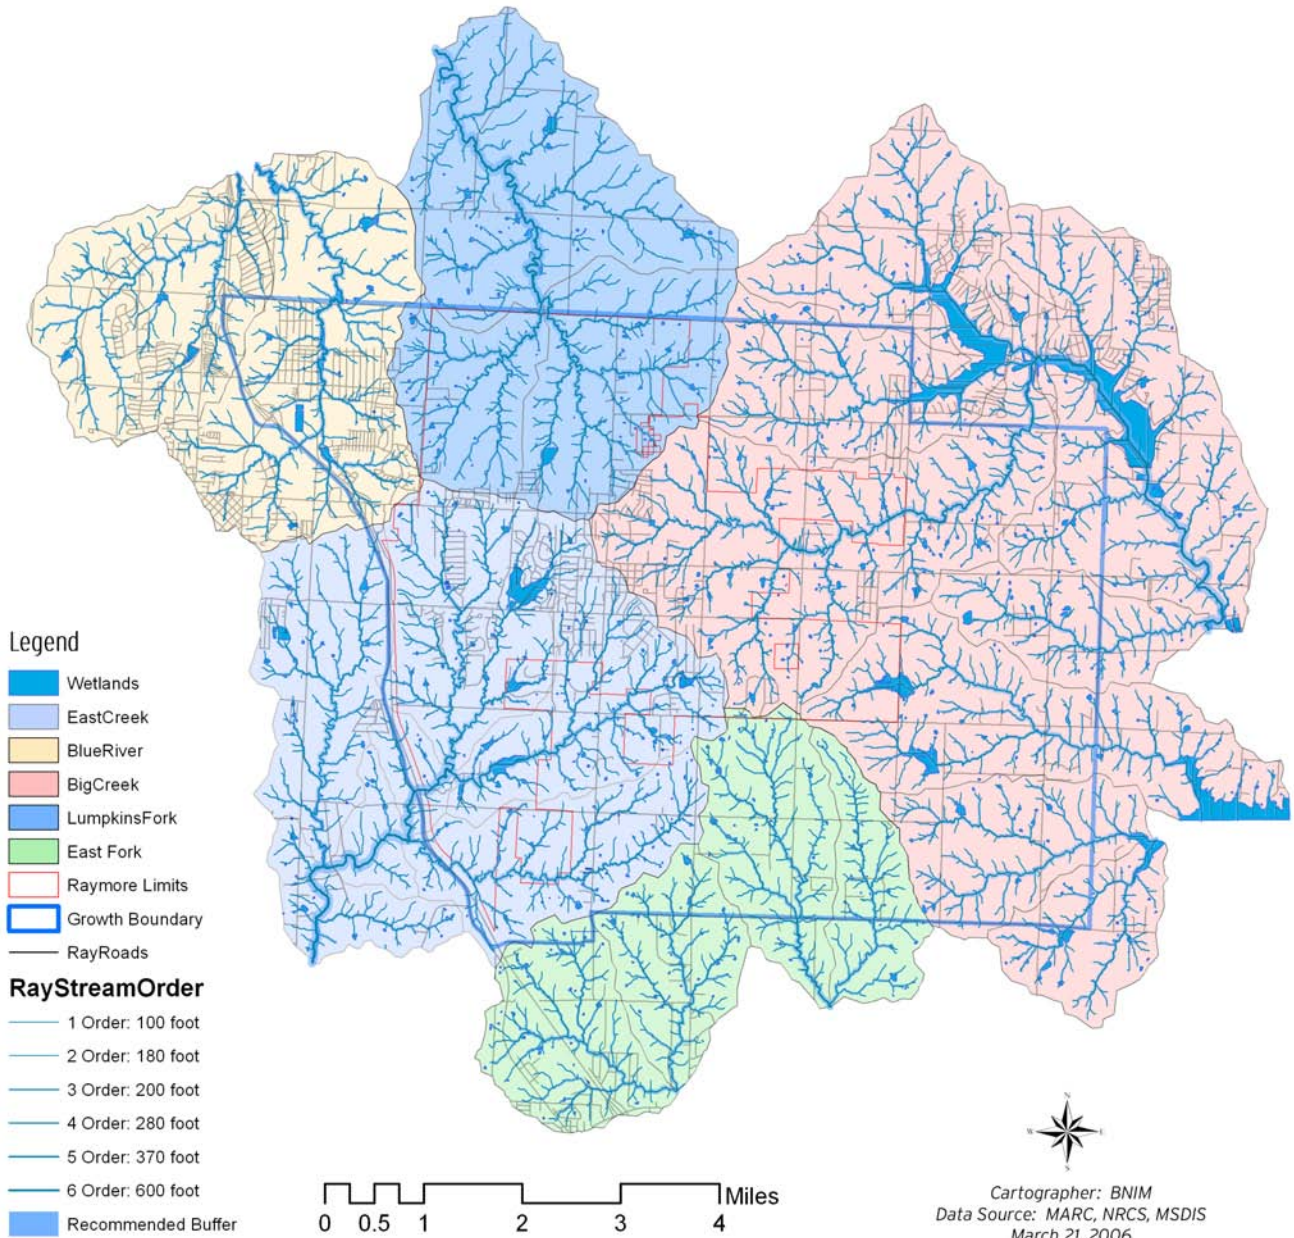 Legend
Wetlands
EastCreek
BlueRiver
BigCreek
LumpkinsFork
East Fork
Raymore Limits
Growth Boundary
RayRoads
RayStreamOrder
1 Order: 100 foot
2 Order: 180 foot
3 Order: 200 foot
4 Order: 280 foot
5 Order: 370 foot
6 Order: 600 foot
Recommended Buffer
Miles
0 0.5 1 2 3 4
N
W E
S
Cartographer: BNIM
Data Source: MARC, NRCS, MSDIS
March 21, 2006